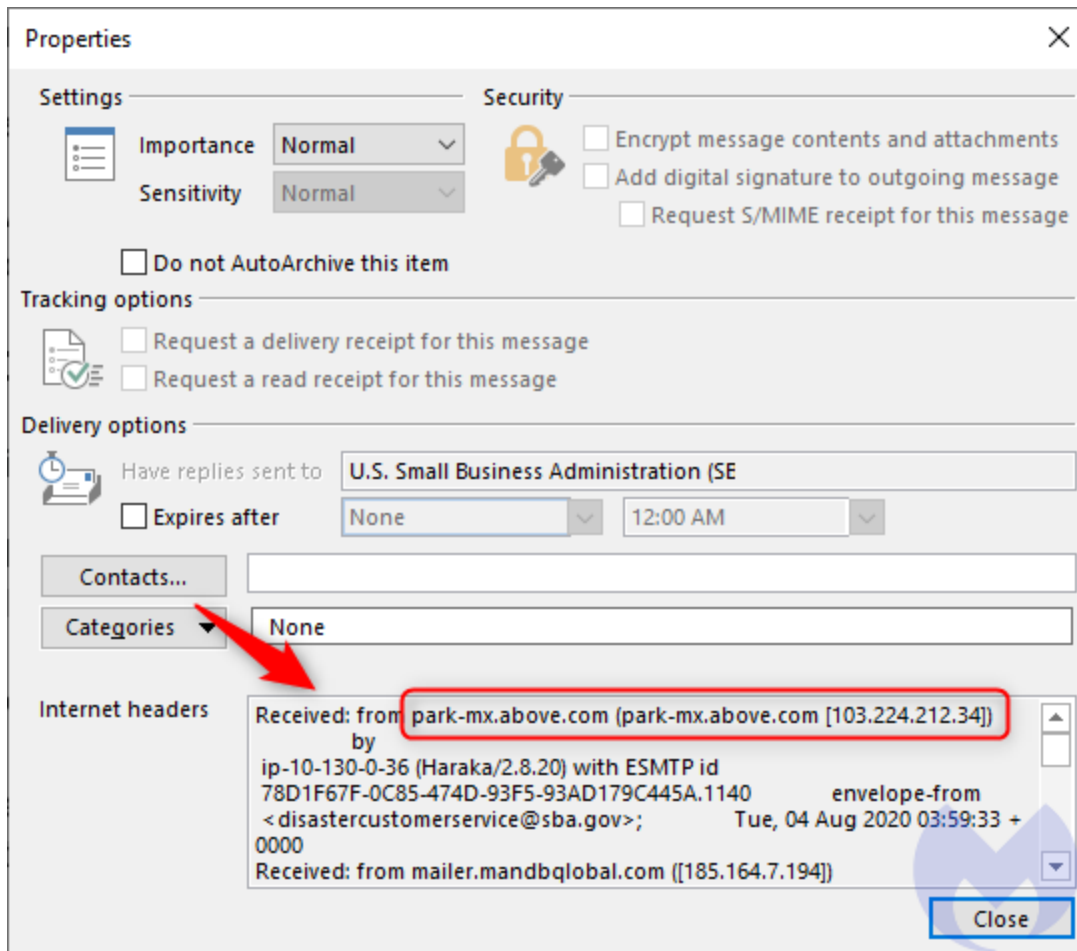 Properties
Settings
Security
Importance Normal
Encrypt message contents and attachments
Sensitivity Normal
Add digital signature to outgoing message
Request S/MIME receipt for this message
Do not AutoArchive this item
Tracking options
Request a delivery receipt for this message
Request a read receipt for this message
Delivery options
Have replies sent to U.S. Small Business Administration (SE
Expires after None 12:00 AM
Contacts...
Categories None
Internet headers
Received: from park-mx.above.com (park-mx.above.com [103.224.212.34])
by
ip-10-130-0-36 (Haraka/2.8.20) with ESMTP id
78D1F67F-0C85-474D-93F5-93AD179C445A.1140 envelope-from
<disastercustomerservice@sba.gov>; Tue, 04 Aug 2020 03:59:33 +
0000
Received: from mailer.mandbqlobal.com ([185.164.7.194])
Close